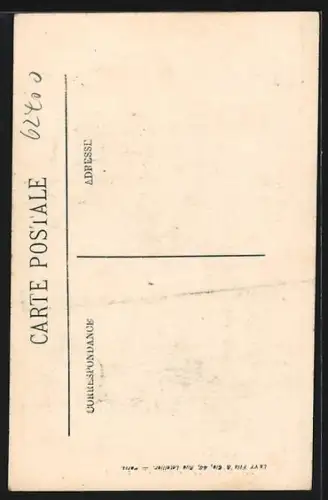 62400
CARTE POSTALE
CORRESPONDANCE
ADRESSE
LEVY Fils & Cie, 44, Rue Letellier. — Paris.